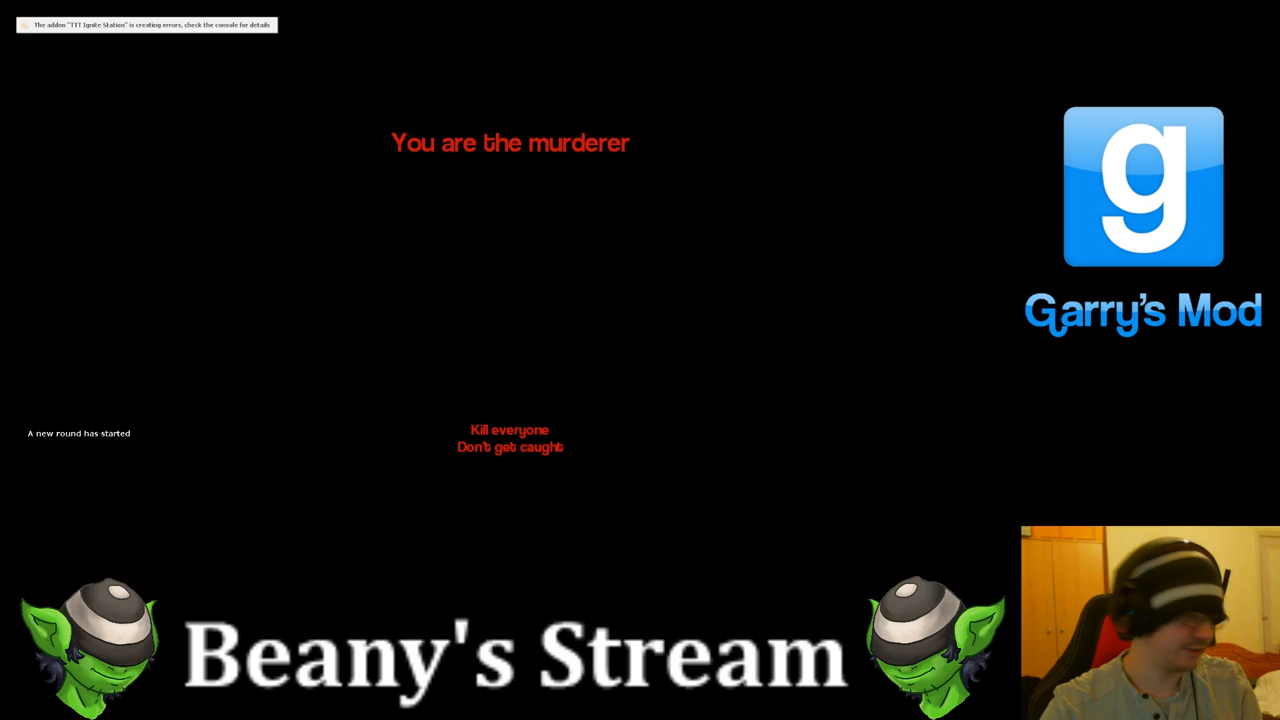 The addon "TTT Ignite Station" is creating errors, check the console for details
You are the murderer
g
Garry's Mod
A new round has started
Kill everyone
Don't get caught
Beany's Stream